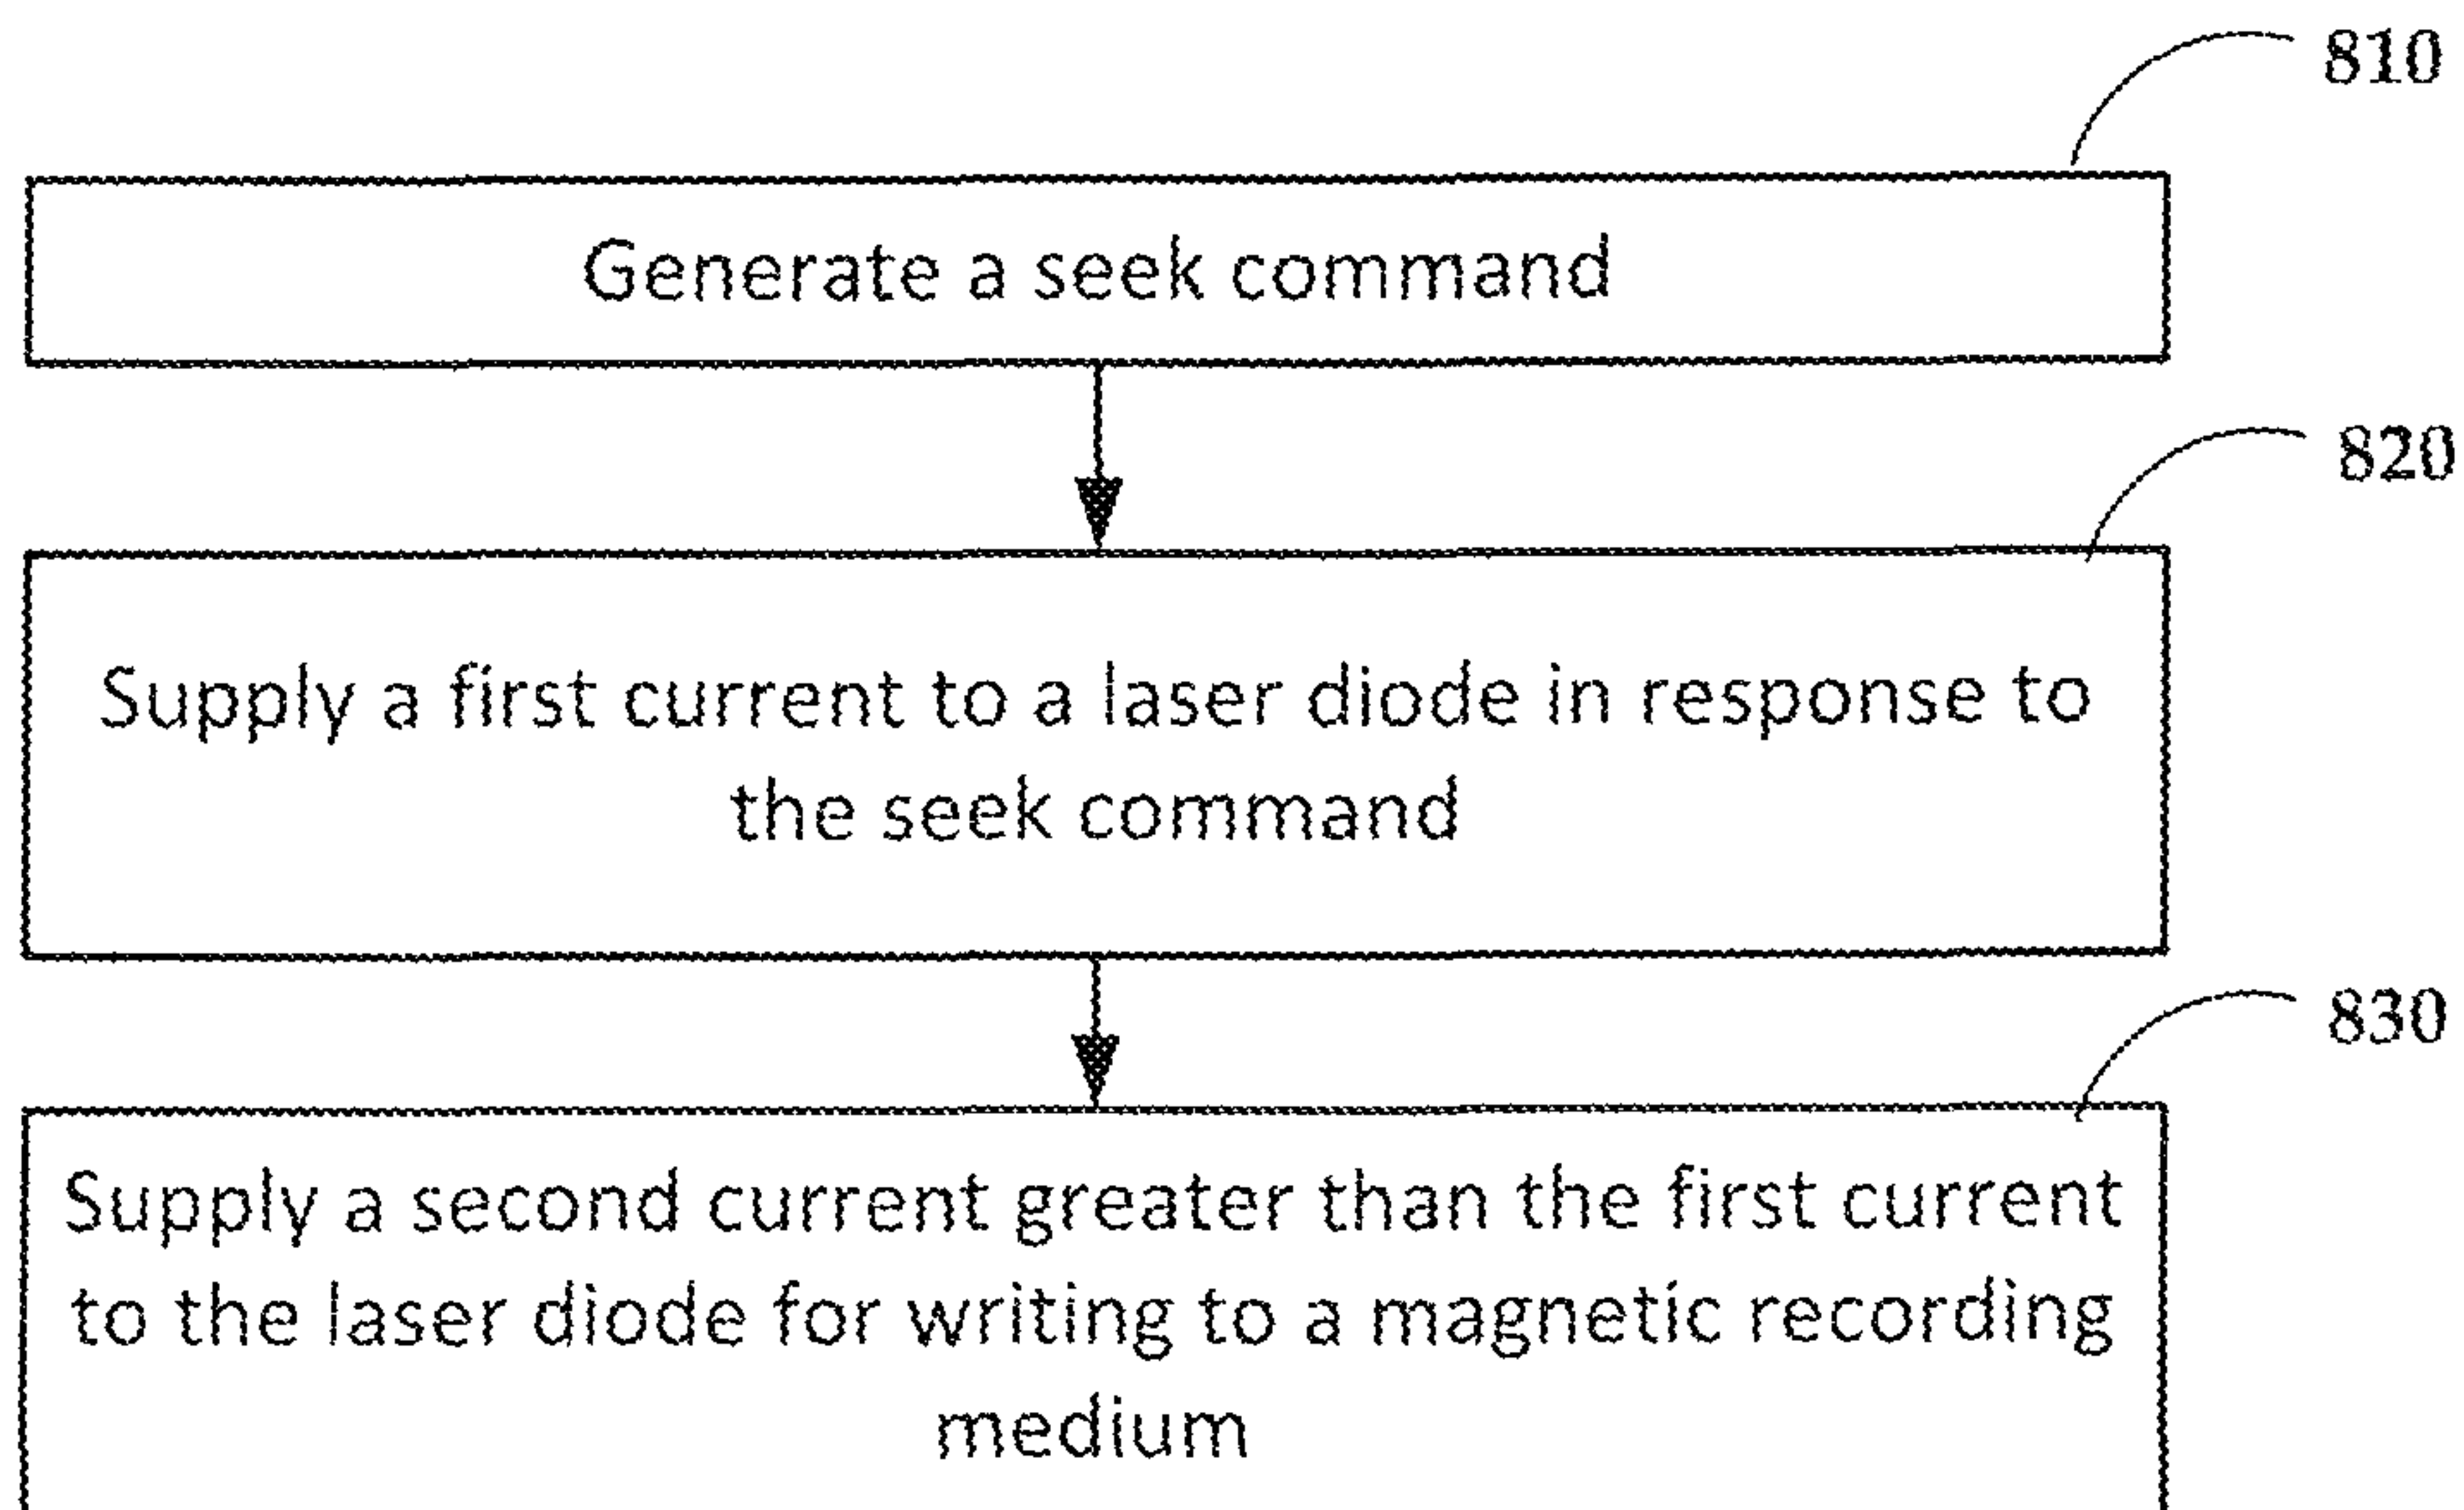 810
Generate a seek command
820
Supply a first current to a laser diode in response to
the seek command
830
Supply a second current greater than the first current
to the laser diode for writing to a magnetic recording
medium